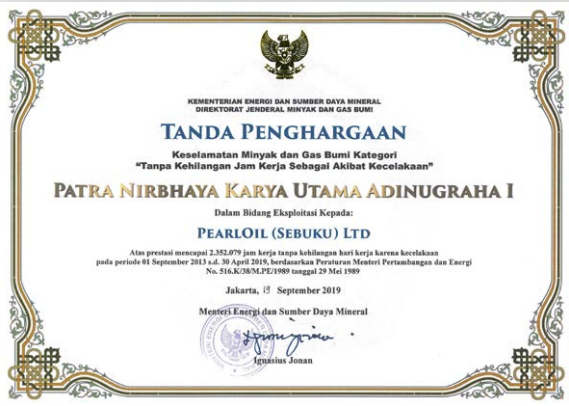 KEMENTERIAN ENERGI DAN SUMBER DAYA MINERAL
DIREKTORAT JENDERAL MINYAK DAN GAS BUMI
TANDA PENGHARGAAN
Keselamatan Minyak dan Gas Bumi Kategori
"Tanpa Kehilangan Jam Kerja Sebagai Akibat Kecelakaan"
PATRA NIRBHAYA KARYA UTAMA ADINUGRAHA I
Dalam Bidang Eksploitasi Kepada:
PEARLOIL (SEBUKU) LTD
Atas prestasi mencapai 2.352.079 jam kerja tanpa kehilangan hari kerja karena kecelakaan
pada periode 01 September 2013 s.d. 30 April 2019, berdasarkan Peraturan Menteri Pertambangan dan Energi
No. 516.K/38/M.PE/1989 tanggal 29 Mei 1989
Jakarta, 19 September 2019
Menteri Energi dan Sumber Daya Mineral
Ignasius Jonan